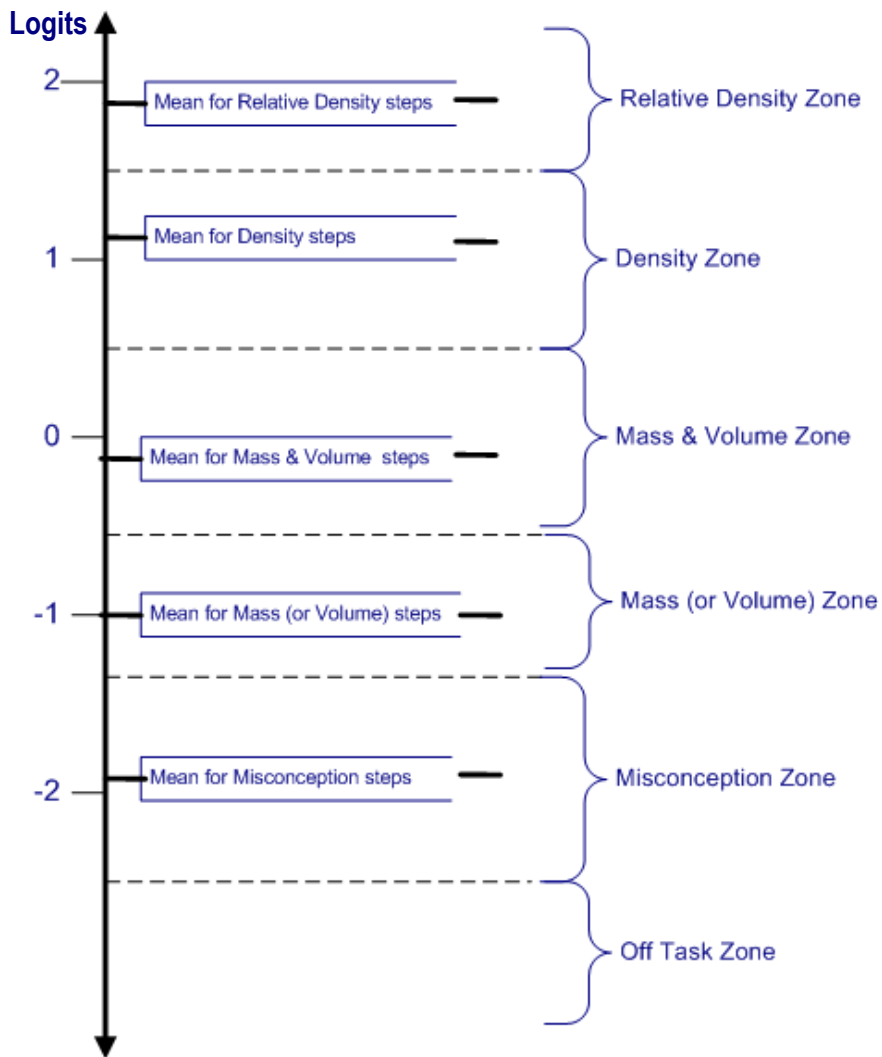 Logits
2
Mean for Relative Density steps
Relative Density Zone
Mean for Density steps
1
Density Zone
0
Mean for Mass & Volume steps
Mass & Volume Zone
-1
Mean for Mass (or Volume) steps
Mass (or Volume) Zone
Mean for Misconception steps
Misconception Zone
-2
Off Task Zone